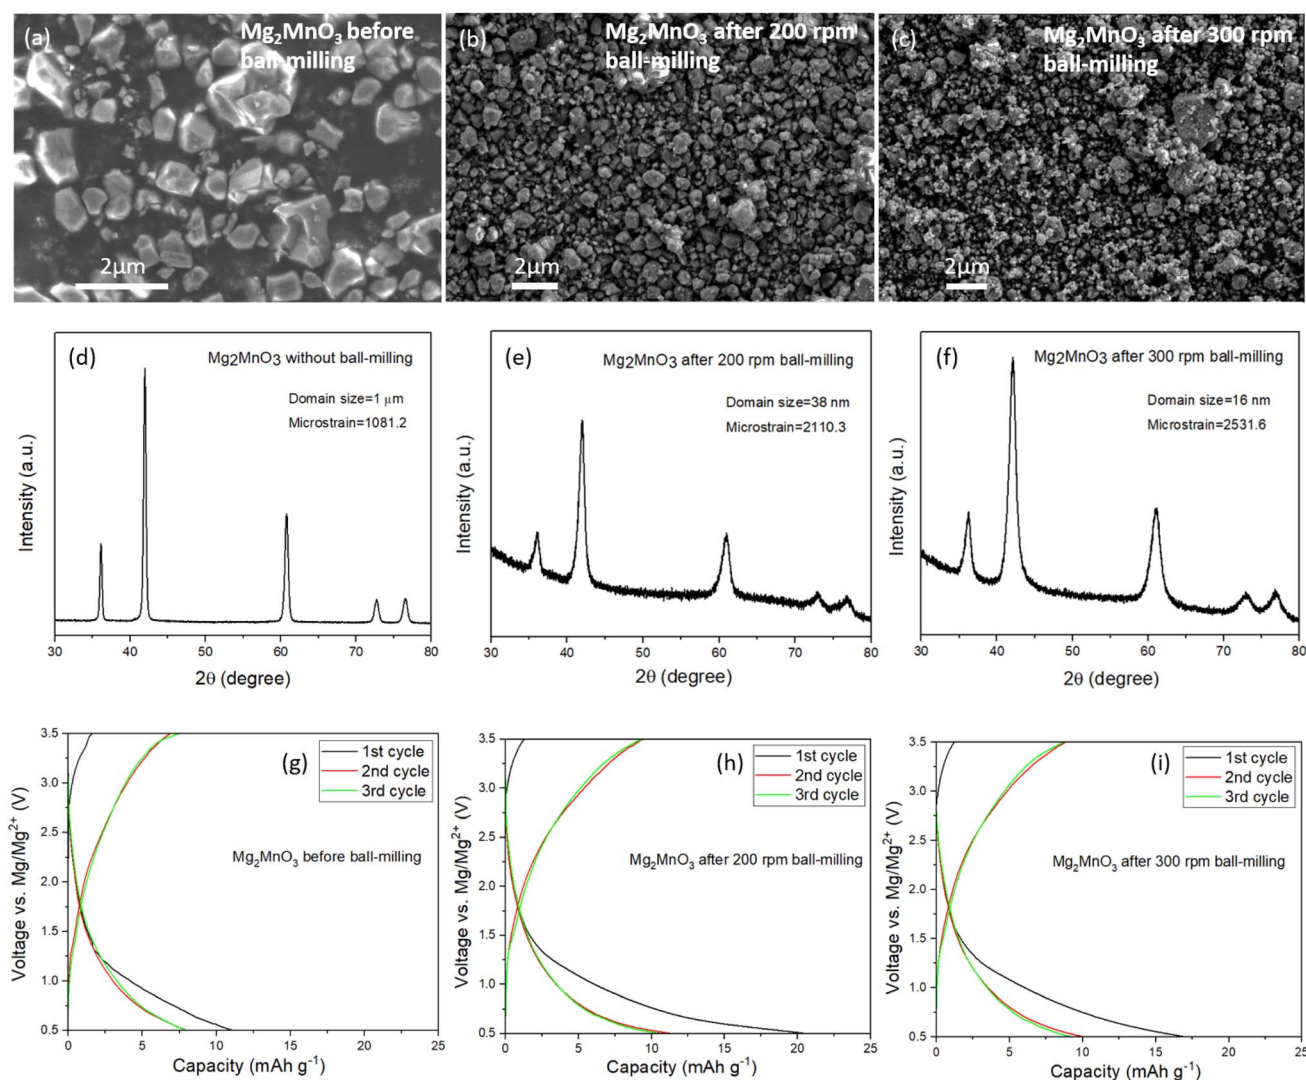 (a)
Mg₂MnO₃ before
ball-milling
2μm
(b)
Mg₂MnO₃ after 200 rpm
ball-milling
2μm
(c)
Mg₂MnO₃ after 300 rpm
ball-milling
2μm
(d)
Mg₂MnO₃ without ball-milling
Domain size=1 μm
Microstrain=1081.2
Intensity (a.u.)
30 40 50 60 70 80
2θ (degree)
(e)
Mg₂MnO₃ after 200 rpm ball-milling
Domain size=38 nm
Microstrain=2110.3
Intensity (a.u.)
30 40 50 60 70 80
2θ (degree)
(f)
Mg₂MnO₃ after 300 rpm ball-milling
Domain size=16 nm
Microstrain=2531.6
Intensity (a.u.)
30 40 50 60 70 80
2θ (degree)
(g)
1st cycle
2nd cycle
3rd cycle
Mg₂MnO₃ before ball-milling
Voltage vs. Mg/Mg²⁺ (V)
3.5
3.0
2.5
2.0
1.5
1.0
0.5
0 5 10 15 20 25
Capacity (mAh g⁻¹)
(h)
1st cycle
2nd cycle
3rd cycle
Mg₂MnO₃ after 200 rpm ball-milling
Voltage vs. Mg/Mg²⁺ (V)
3.5
3.0
2.5
2.0
1.5
1.0
0.5
0 5 10 15 20 25
Capacity (mAh g⁻¹)
(i)
1st cycle
2nd cycle
3rd cycle
Mg₂MnO₃ after 300 rpm ball-milling
Voltage vs. Mg/Mg²⁺ (V)
3.5
3.0
2.5
2.0
1.5
1.0
0.5
0 5 10 15 20 25
Capacity (mAh g⁻¹)